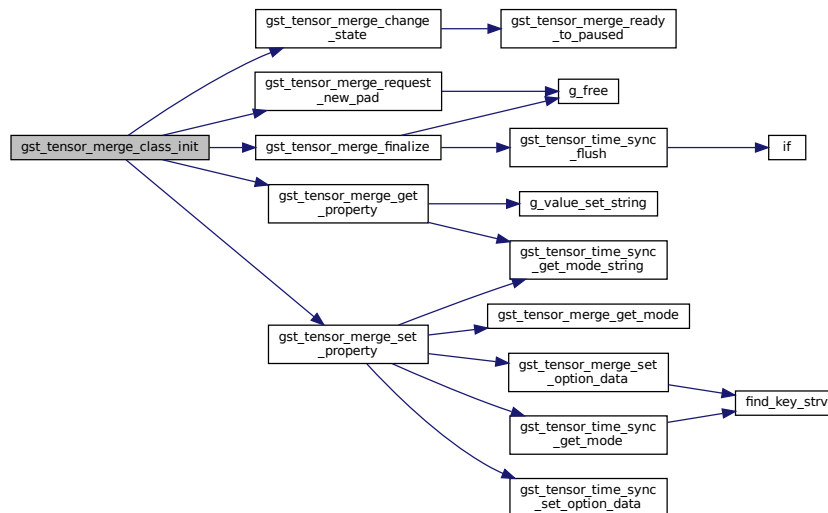 gst_tensor_merge_class_init
gst_tensor_merge_change
_state
gst_tensor_merge_ready
_to_paused
gst_tensor_merge_request
_new_pad
g_free
gst_tensor_merge_finalize
gst_tensor_time_sync
_flush
if
gst_tensor_merge_get
_property
g_value_set_string
gst_tensor_time_sync
_get_mode_string
gst_tensor_merge_set
_property
gst_tensor_merge_get_mode
gst_tensor_merge_set
_option_data
find_key_strv
gst_tensor_time_sync
_get_mode
gst_tensor_time_sync
_set_option_data